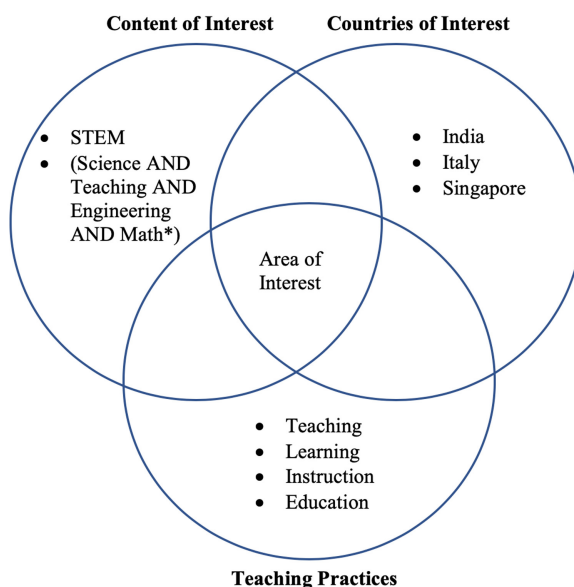 Content of Interest
Countries of Interest
• STEM
• (Science AND
Teaching AND
Engineering
AND Math*)
• India
• Italy
• Singapore
Area of
Interest
• Teaching
• Learning
• Instruction
• Education
Teaching Practices